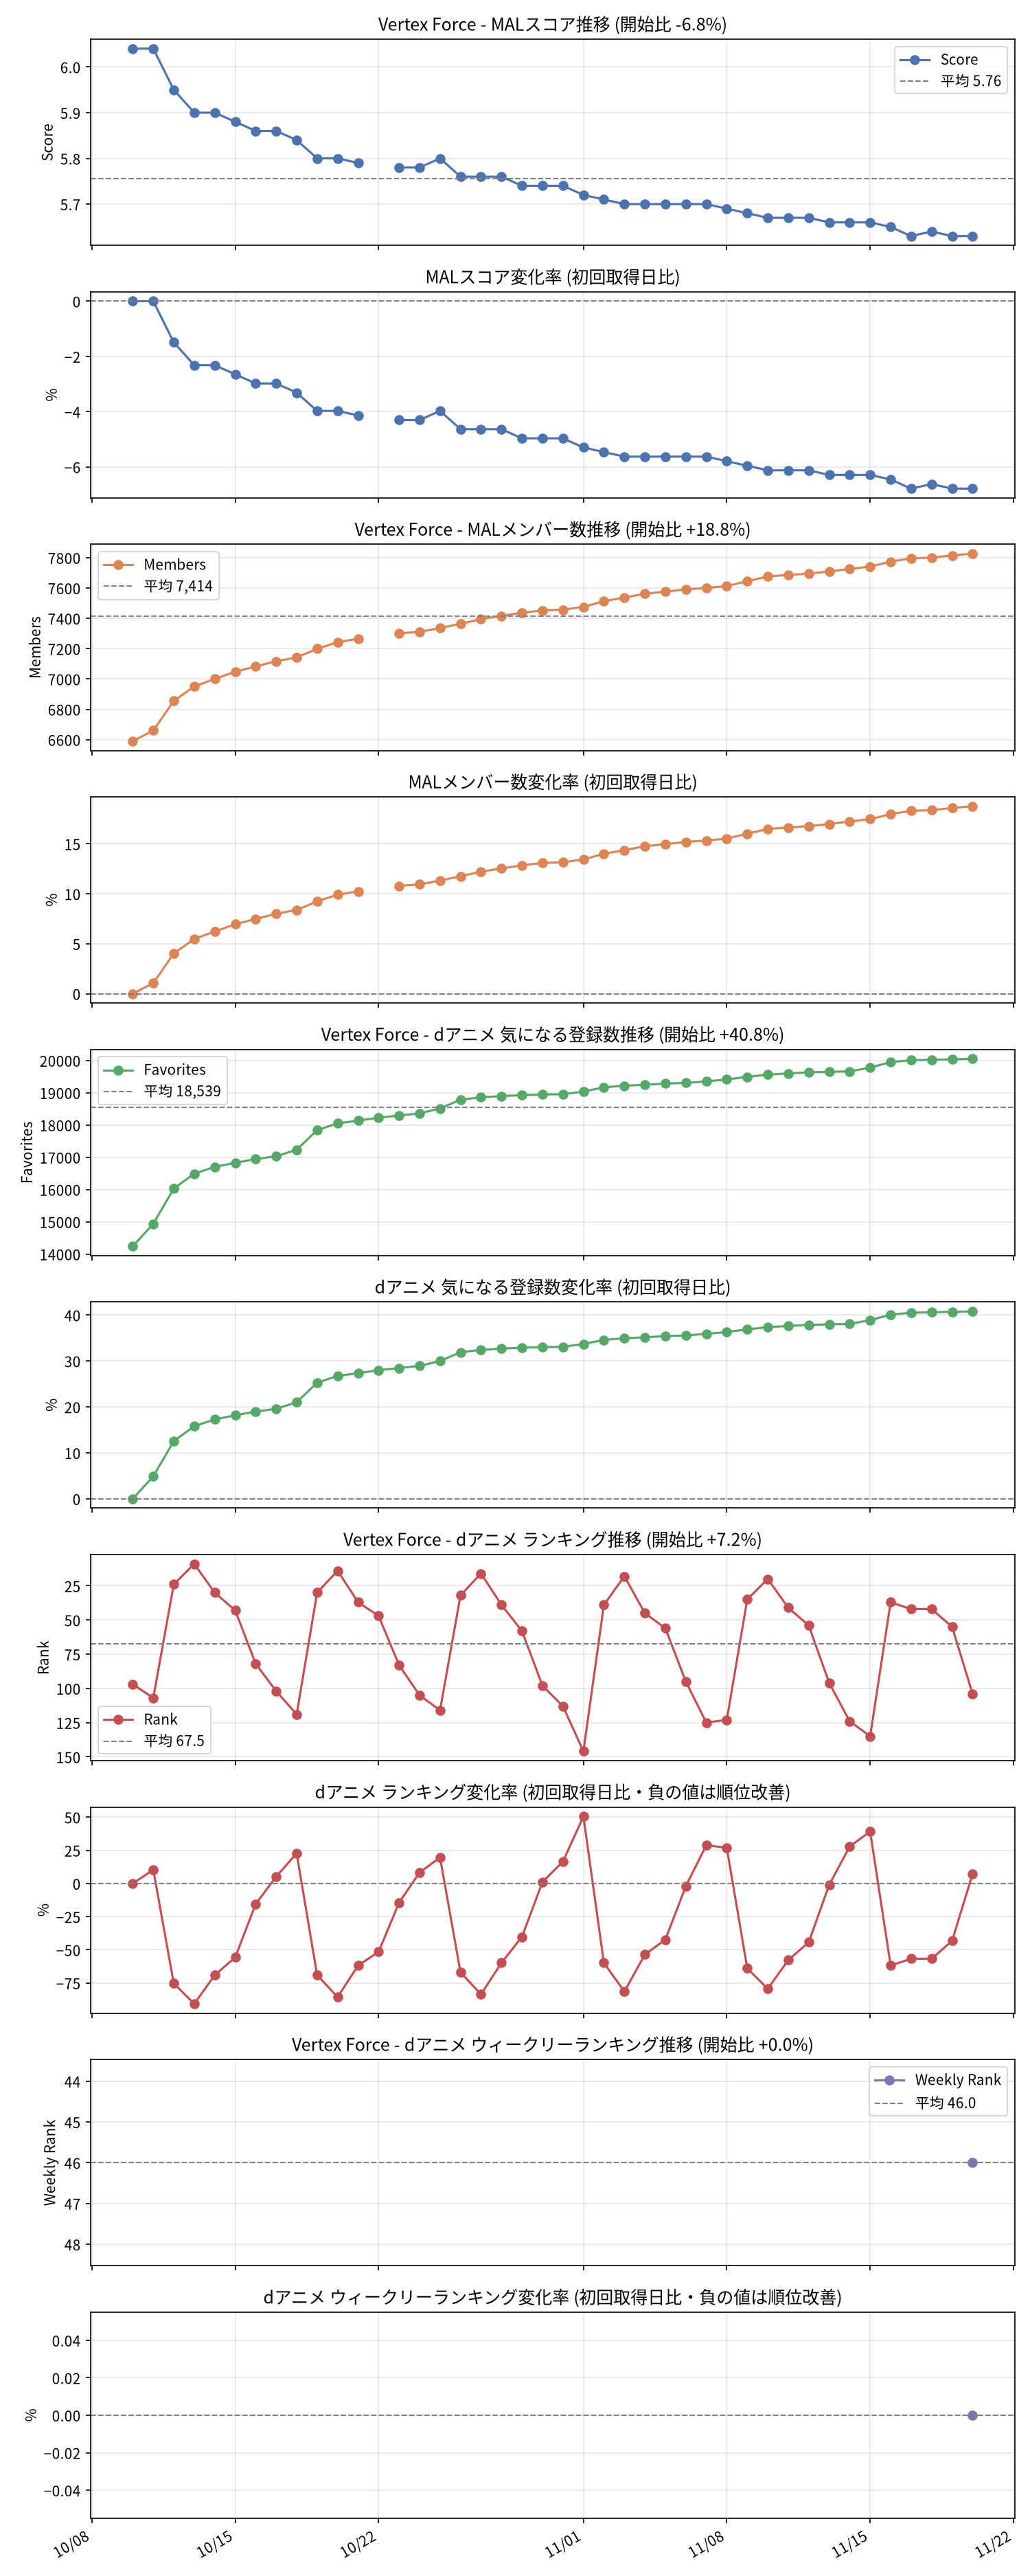 Vertex Force - MALスコア推移 (開始比 -6.8%)
Score
6.0
5.9
5.8
5.7
Score
平均 5.76
MALスコア変化率 (初回取得日比)
%
0
−2
−4
−6
Vertex Force - MALメンバー数推移 (開始比 +18.8%)
Members
7800
7600
7400
7200
7000
6800
6600
Members
平均 7,414
MALメンバー数変化率 (初回取得日比)
%
15
10
5
0
Vertex Force - dアニメ 気になる登録数推移 (開始比 +40.8%)
Favorites
20000
19000
18000
17000
16000
15000
14000
Favorites
平均 18,539
dアニメ 気になる登録数変化率 (初回取得日比)
%
40
30
20
10
0
Vertex Force - dアニメ ランキング推移 (開始比 +7.2%)
Rank
25
50
75
100
125
150
Rank
平均 67.5
dアニメ ランキング変化率 (初回取得日比・負の値は順位改善)
%
50
25
0
−25
−50
−75
Vertex Force - dアニメ ウィークリーランキング推移 (開始比 +0.0%)
Weekly Rank
44
45
46
47
48
Weekly Rank
平均 46.0
dアニメ ウィークリーランキング変化率 (初回取得日比・負の値は順位改善)
%
0.04
0.02
0.00
−0.02
−0.04
10/08
10/15
10/22
11/01
11/08
11/15
11/22